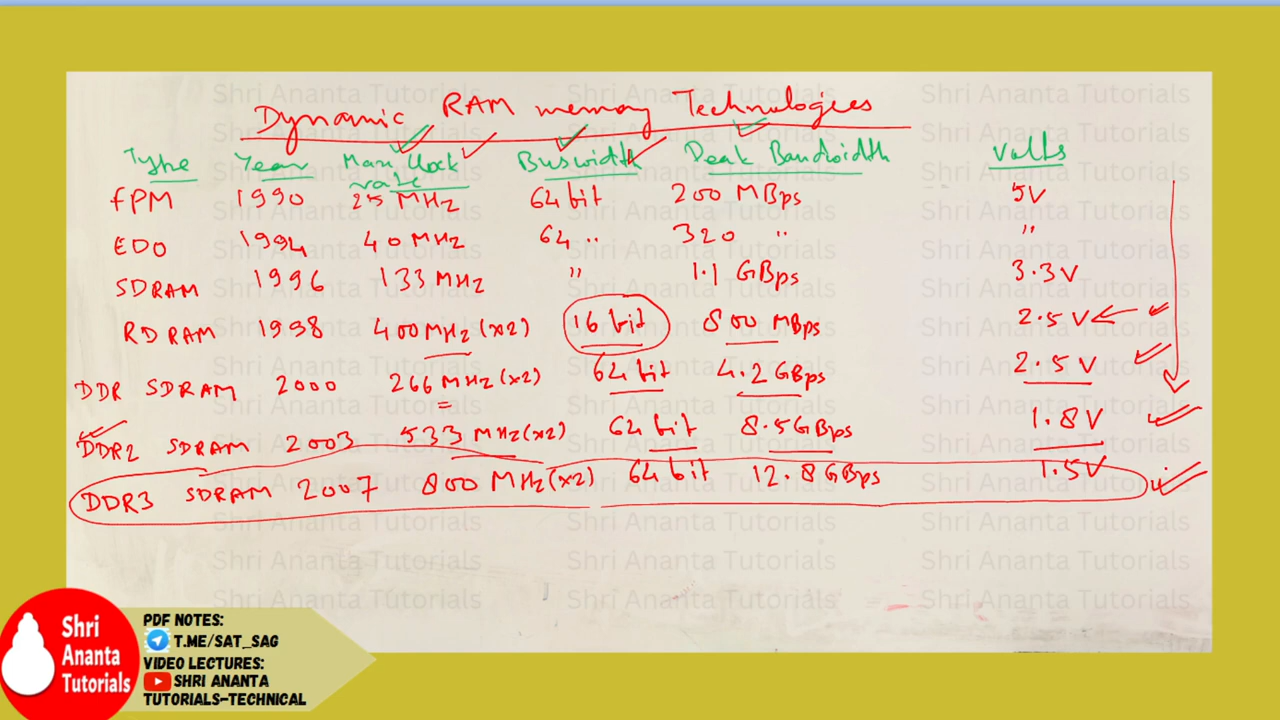 Dynamic RAM memory Technologies
Type Year Max clock rate Buswidth Peak Bandwidth Volts
FPM 1990 25 MHz 64 bit 200 MBps 5V
EDO 1994 40 MHz 64 " 320 " "
SDRAM 1996 133 MHz " 1.1 GBps 3.3V
RDRAM 1998 400 MHz (x2) 16 bit 800 MBps 2.5V
DDR SDRAM 2000 266 MHz (x2) 64 bit 4.2 GBps 2.5V
DDR2 SDRAM 2003 533 MHz (x2) 64 bit 8.5 GBps 1.8V
DDR3 SDRAM 2007 800 MHz (x2) 64 bit 12.8 GBps 1.5V
Shri Ananta Tutorials
PDF NOTES:
T.ME/SAT_SAG
VIDEO LECTURES:
SHRI ANANTA
TUTORIALS-TECHNICAL